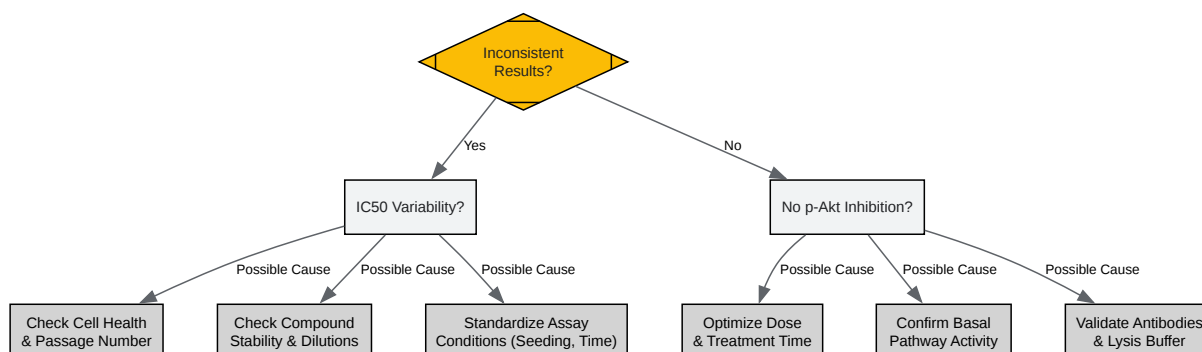 Inconsistent
Results?
Yes
No
IC50 Variability?
No p-Akt Inhibition?
Possible Cause
Possible Cause
Possible Cause
Possible Cause
Possible Cause
Possible Cause
Check Cell Health
& Passage Number
Check Compound
Stability & Dilutions
Standardize Assay
Conditions (Seeding, Time)
Optimize Dose
& Treatment Time
Confirm Basal
Pathway Activity
Validate Antibodies
& Lysis Buffer